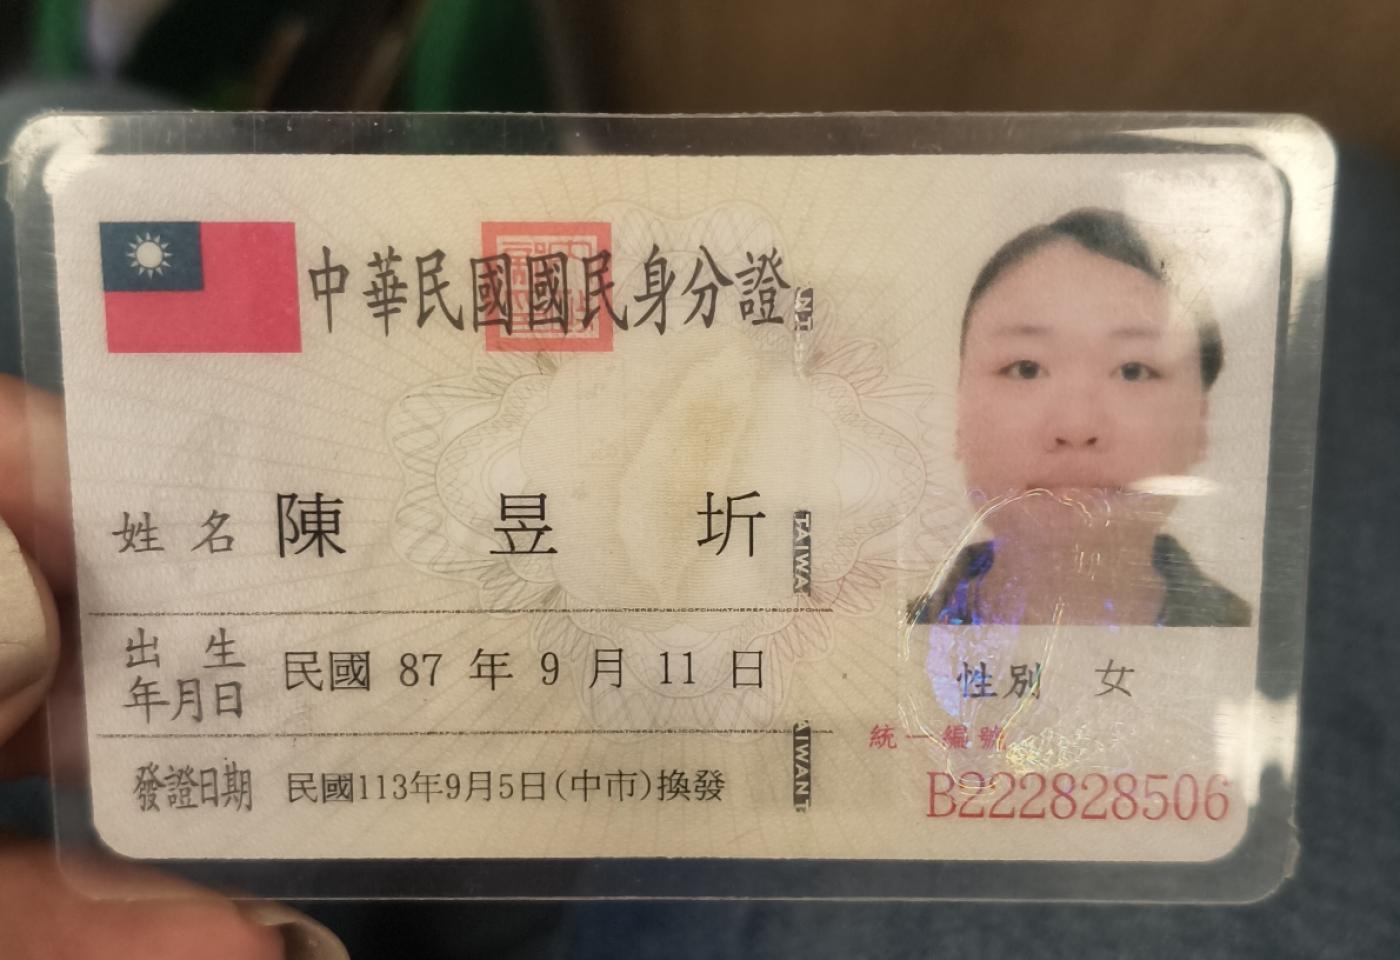 中華民國國民身分證
姓名 陳昱圻
出生年月日 民國 87 年 9 月 11 日
發證日期 民國113年9月5日(中市)換發
性別 女
統一編號
B222828506
TAIWAN